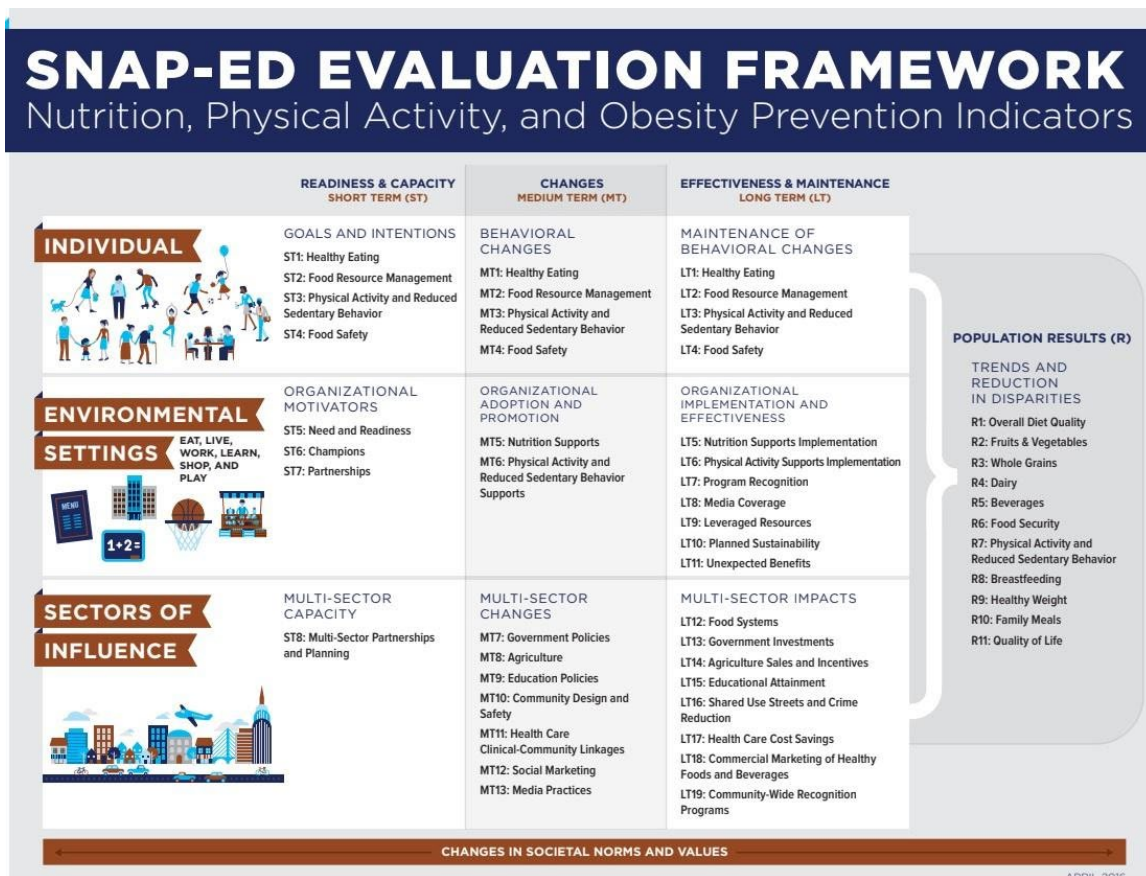 SNAP-ED EVALUATION FRAMEWORK
Nutrition, Physical Activity, and Obesity Prevention Indicators
READINESS & CAPACITY
SHORT TERM (ST)
CHANGES
MEDIUM TERM (MT)
EFFECTIVENESS & MAINTENANCE
LONG TERM (LT)
INDIVIDUAL
GOALS AND INTENTIONS
ST1: Healthy Eating
ST2: Food Resource Management
ST3: Physical Activity and Reduced
Sedentary Behavior
ST4: Food Safety
BEHAVIORAL
CHANGES
MT1: Healthy Eating
MT2: Food Resource Management
MT3: Physical Activity and
Reduced Sedentary Behavior
MT4: Food Safety
MAINTENANCE OF
BEHAVIORAL CHANGES
LT1: Healthy Eating
LT2: Food Resource Management
LT3: Physical Activity and Reduced
Sedentary Behavior
LT4: Food Safety
ENVIRONMENTAL
SETTINGS
EAT, LIVE,
WORK, LEARN,
SHOP, AND
PLAY
MENU
1+2=
ORGANIZATIONAL
MOTIVATORS
ST5: Need and Readiness
ST6: Champions
ST7: Partnerships
ORGANIZATIONAL
ADOPTION AND
PROMOTION
MT5: Nutrition Supports
MT6: Physical Activity and
Reduced Sedentary Behavior
Supports
ORGANIZATIONAL
IMPLEMENTATION AND
EFFECTIVENESS
LT5: Nutrition Supports Implementation
LT6: Physical Activity Supports Implementation
LT7: Program Recognition
LT8: Media Coverage
LT9: Leveraged Resources
LT10: Planned Sustainability
LT11: Unexpected Benefits
SECTORS OF
INFLUENCE
MULTI-SECTOR
CAPACITY
ST8: Multi-Sector Partnerships
and Planning
MULTI-SECTOR
CHANGES
MT7: Government Policies
MT8: Agriculture
MT9: Education Policies
MT10: Community Design and
Safety
MT11: Health Care
Clinical-Community Linkages
MT12: Social Marketing
MT13: Media Practices
MULTI-SECTOR IMPACTS
LT12: Food Systems
LT13: Government Investments
LT14: Agriculture Sales and Incentives
LT15: Educational Attainment
LT16: Shared Use Streets and Crime
Reduction
LT17: Health Care Cost Savings
LT18: Commercial Marketing of Healthy
Foods and Beverages
LT19: Community-Wide Recognition
Programs
POPULATION RESULTS (R)
TRENDS AND
REDUCTION
IN DISPARITIES
R1: Overall Diet Quality
R2: Fruits & Vegetables
R3: Whole Grains
R4: Dairy
R5: Beverages
R6: Food Security
R7: Physical Activity and
Reduced Sedentary Behavior
R8: Breastfeeding
R9: Healthy Weight
R10: Family Meals
R11: Quality of Life
CHANGES IN SOCIETAL NORMS AND VALUES
APRIL 2016